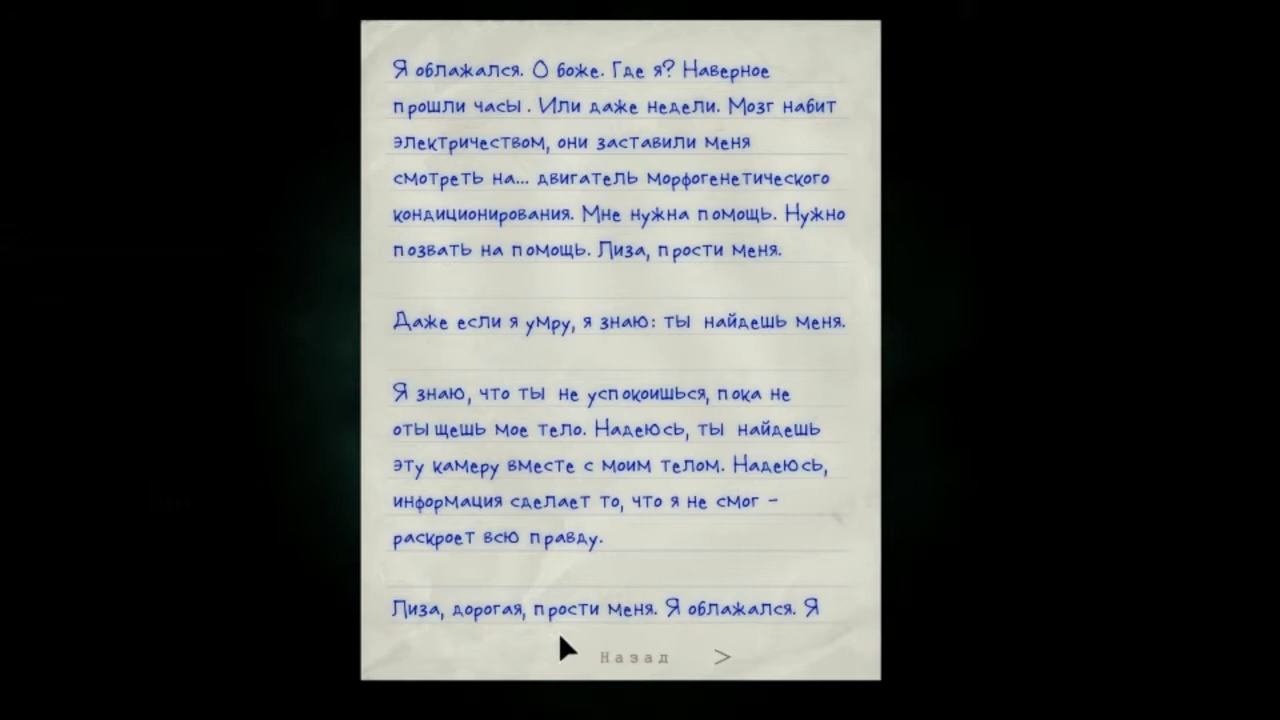 Я облажался. О боже. Где я? Наверное
прошли часы. Или даже недели. Мозг набит
электричеством, они заставили меня
смотреть на... двигатель морфогенетического
кондиционирования. Мне нужна помощь. Нужно
позвать на помощь. Лиза, прости меня.
Даже если я умру, я знаю: ты найдешь меня.
Я знаю, что ты не успокоишься, пока не
отыщешь мое тело. Надеюсь, ты найдешь
эту камеру вместе с моим телом. Надеюсь,
информация сделает то, что я не смог -
раскроет всю правду.
Лиза, дорогая, прости меня. Я облажался. Я
Назад >